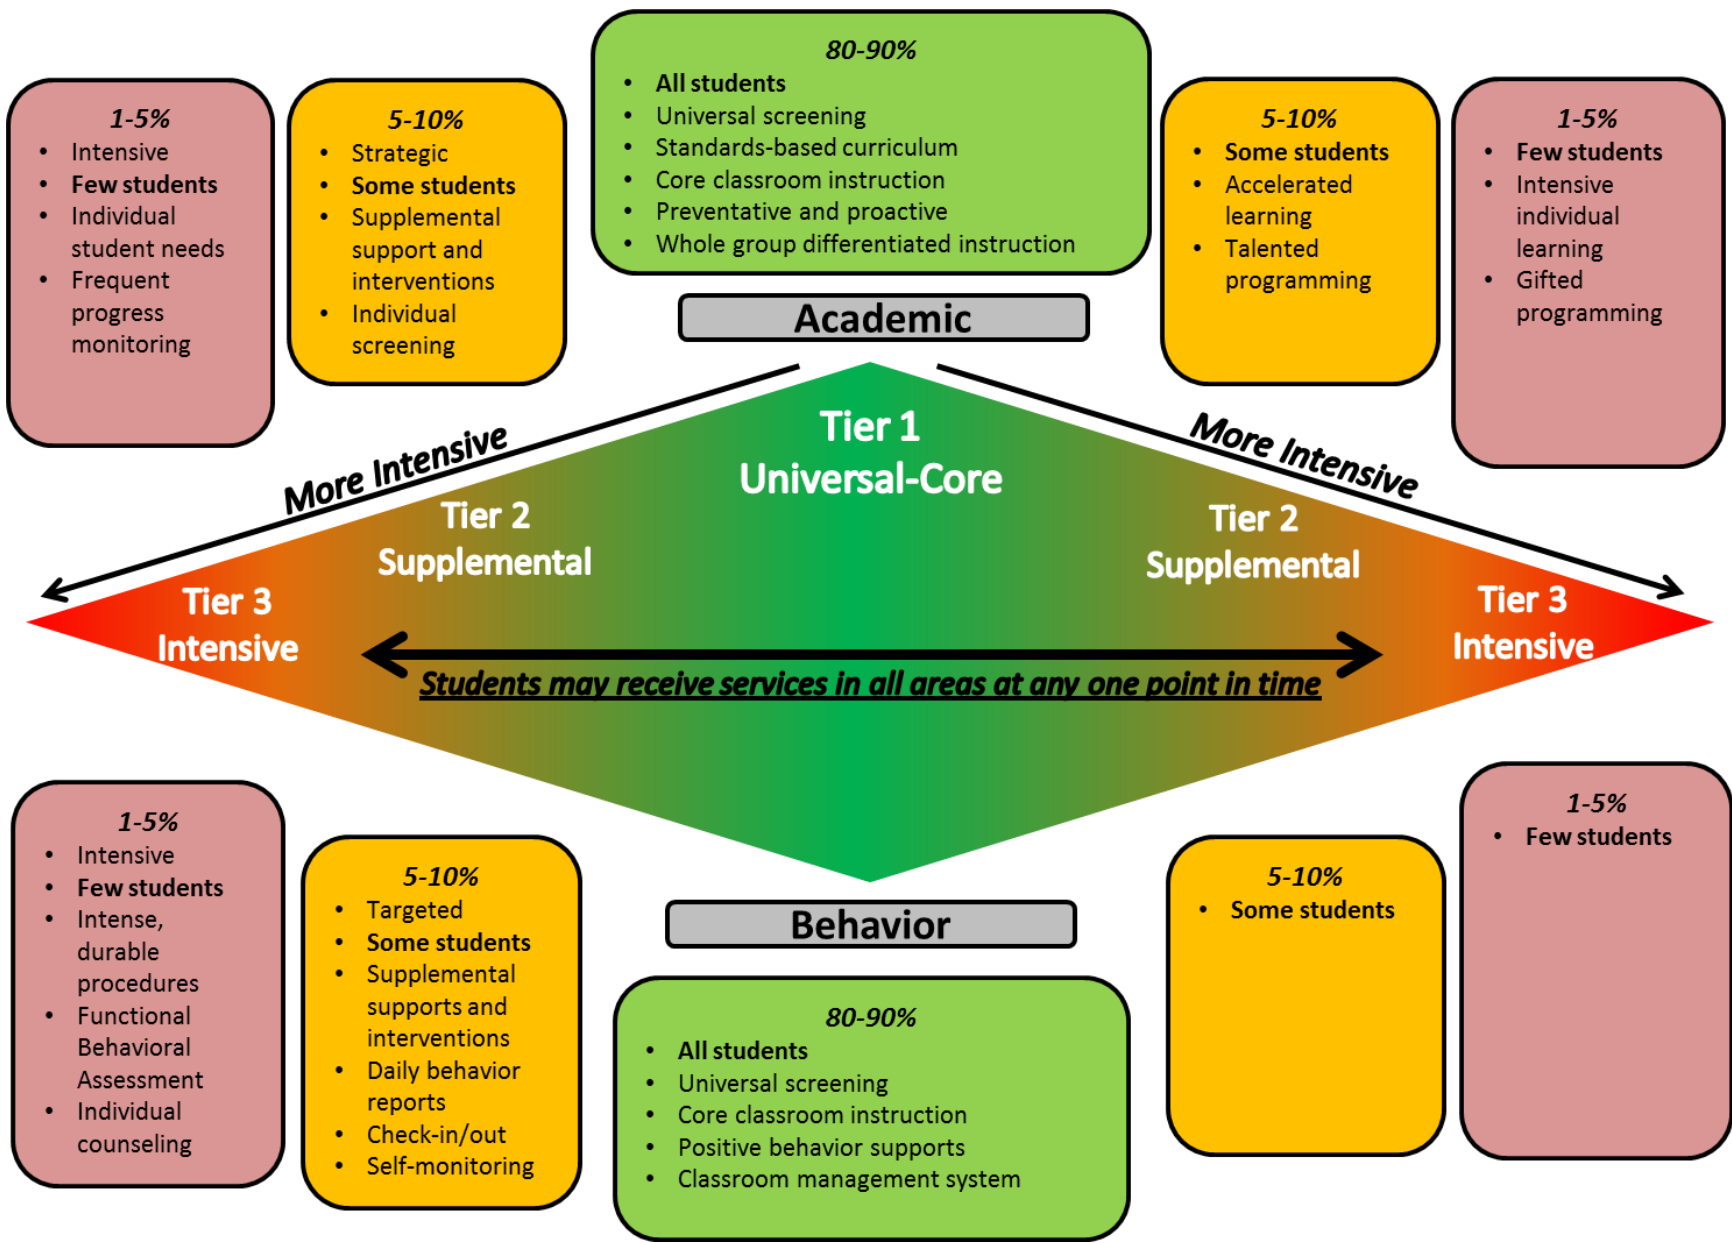 1-5%
• Intensive
• Few students
• Individual
student needs
• Frequent
progress
monitoring
5-10%
• Strategic
• Some students
• Supplemental
support and
interventions
• Individual
screening
80-90%
• All students
• Universal screening
• Standards-based curriculum
• Core classroom instruction
• Preventative and proactive
• Whole group differentiated instruction
5-10%
• Some students
• Accelerated
learning
• Talented
programming
1-5%
• Few students
• Intensive
individual
learning
• Gifted
programming
Academic
More Intensive
More Intensive
Tier 1
Universal-Core
Tier 2
Supplemental
Tier 2
Supplemental
Tier 3
Intensive
Tier 3
Intensive
Students may receive services in all areas at any one point in time
Behavior
1-5%
• Intensive
• Few students
• Intense,
durable
procedures
• Functional
Behavioral
Assessment
• Individual
counseling
5-10%
• Targeted
• Some students
• Supplemental
supports and
interventions
• Daily behavior
reports
• Check-in/out
• Self-monitoring
80-90%
• All students
• Universal screening
• Core classroom instruction
• Positive behavior supports
• Classroom management system
5-10%
• Some students
1-5%
• Few students